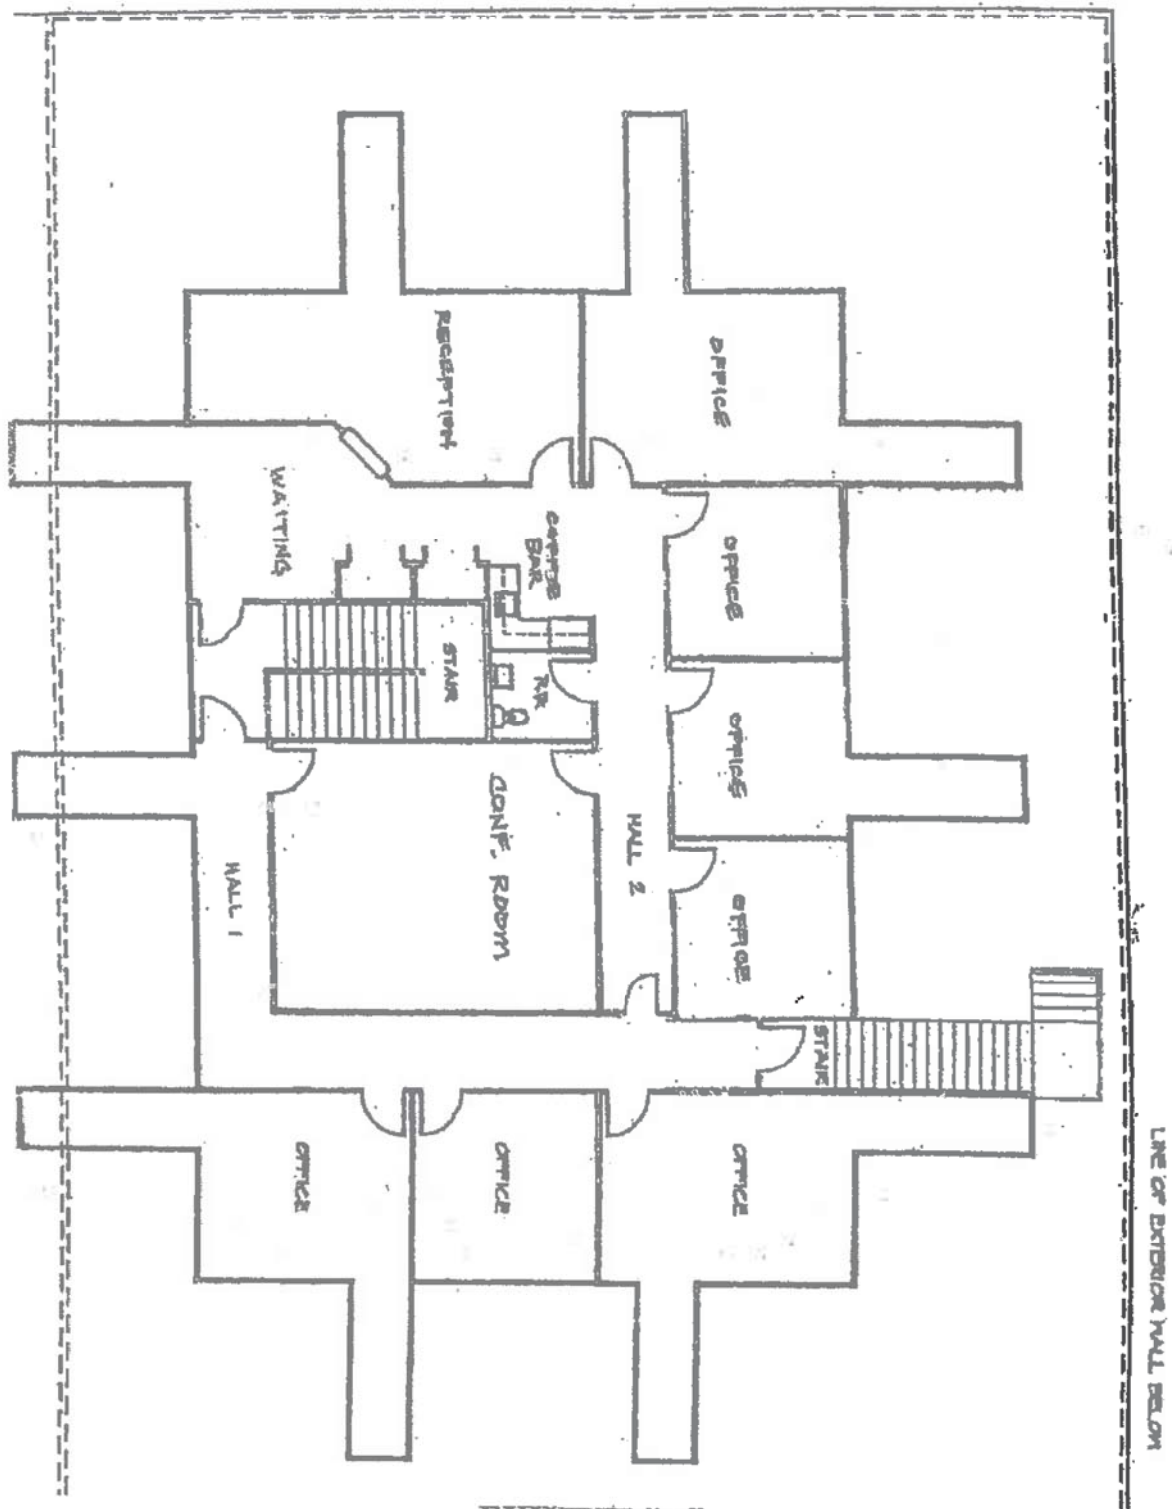 RECEPTION
OFFICE
WAITING
COFFEE
BAR
OFFICE
STAIR
R.R.
OFFICE
CONF. ROOM
HALL 2
HALL 1
OFFICE
STAIR
OFFICE
OFFICE
OFFICE
LINE OF EXTERIOR WALL BELOW